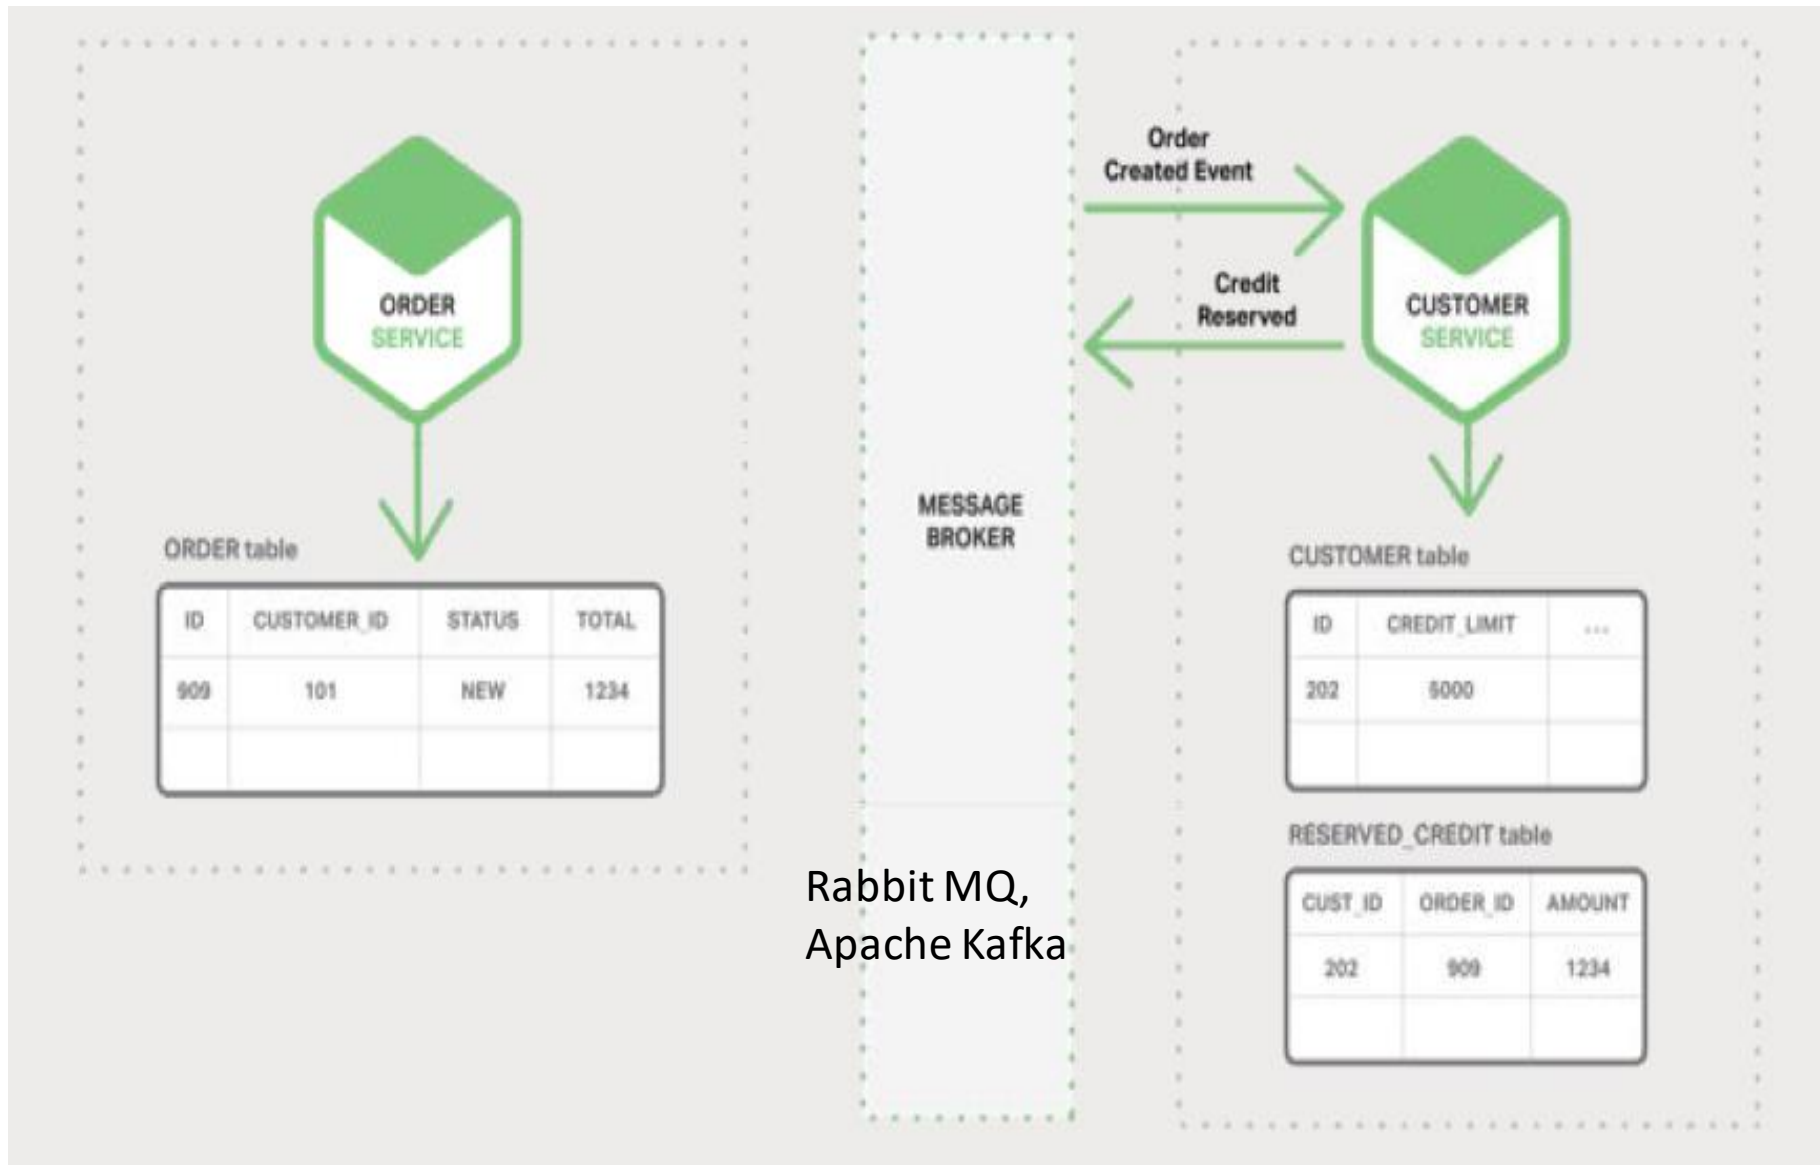 ORDER
SERVICE
ORDER table
ID CUSTOMER_ID STATUS TOTAL
909 101 NEW 1234
MESSAGE
BROKER
Rabbit MQ,
Apache Kafka
Order
Created Event
Credit
Reserved
CUSTOMER
SERVICE
CUSTOMER table
ID CREDIT_LIMIT ...
202 5000
RESERVED_CREDIT table
CUST_ID ORDER_ID AMOUNT
202 909 1234